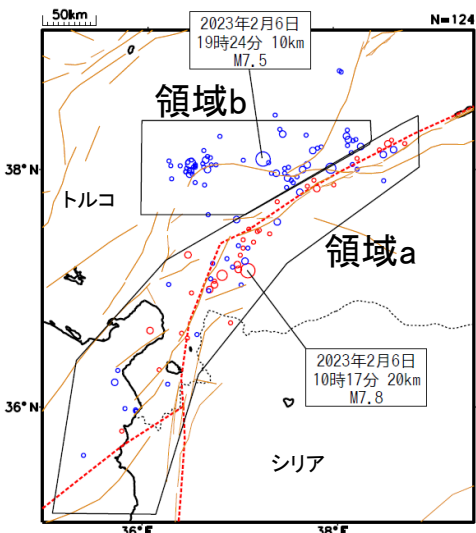 50km
N=124
2023年2月6日
19時24分 10km
M7.5
領域b
38°N
トルコ
領域a
2023年2月6日
10時17分 20km
M7.8
36°N
シリア
36°E
38°E